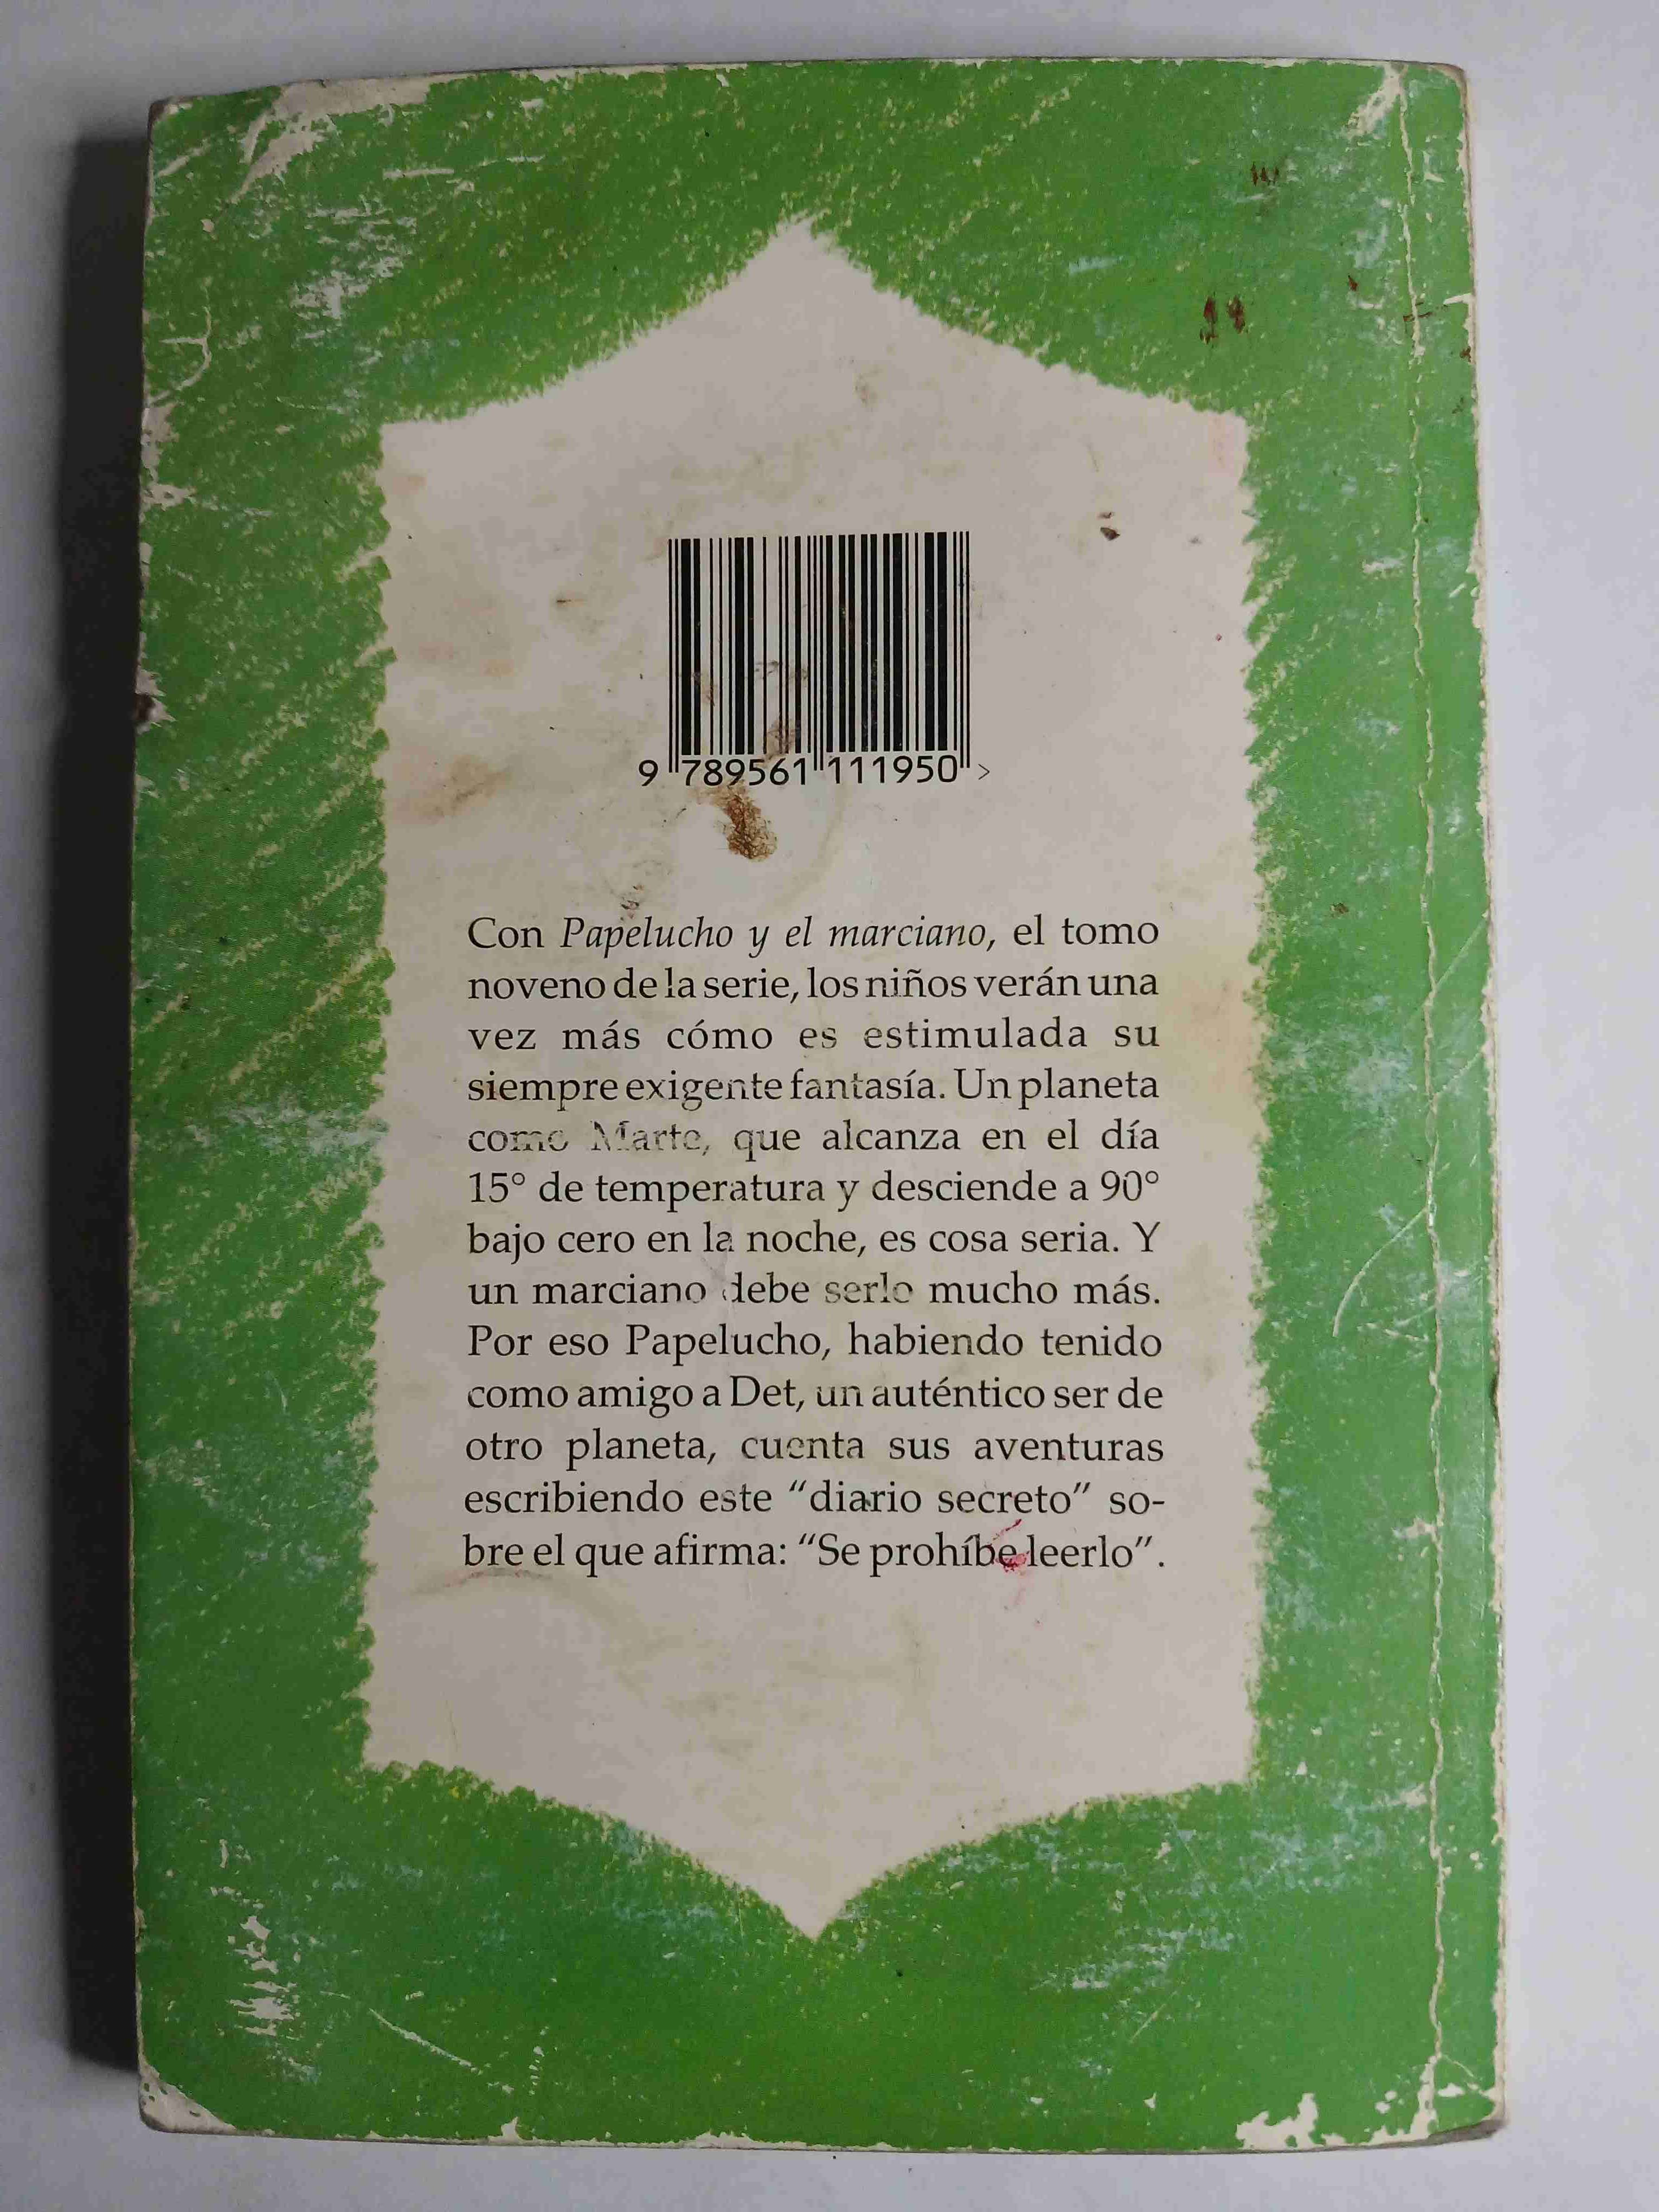 9 789561 111950 >
Con Papelucho y el marciano, el tomo
noveno de la serie, los niños verán una
vez más cómo es estimulada su
siempre exigente fantasía. Un planeta
como Marte, que alcanza en el día
15° de temperatura y desciende a 90°
bajo cero en la noche, es cosa seria. Y
un marciano debe serlo mucho más.
Por eso Papelucho, habiendo tenido
como amigo a Det, un auténtico ser de
otro planeta, cuenta sus aventuras
escribiendo este “diario secreto” so-
bre el que afirma: “Se prohíbe leerlo”.